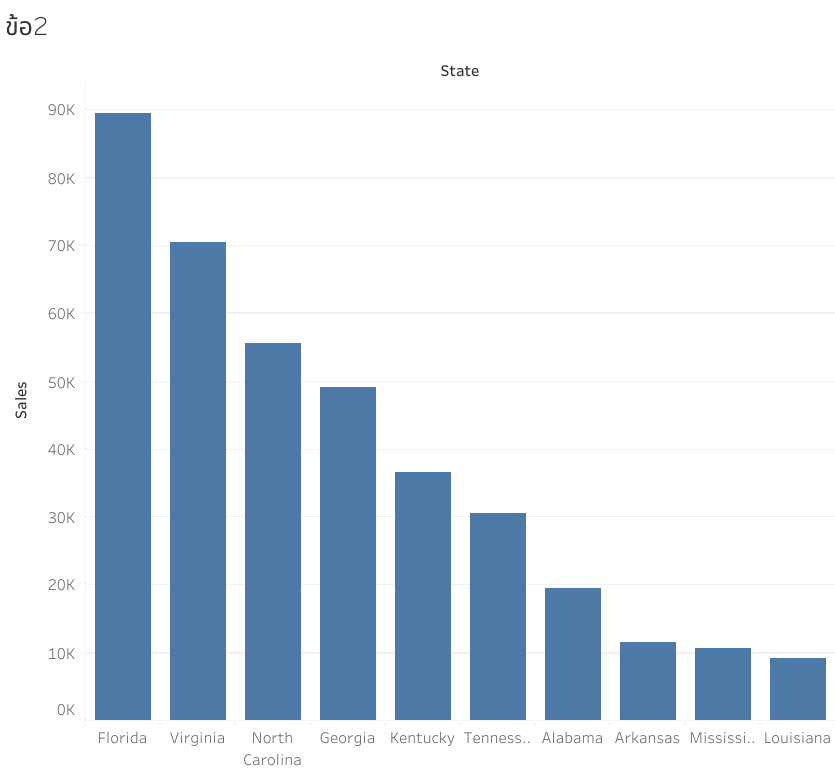 ข้อ2
State
90K
80K
70K
60K
50K
40K
30K
20K
10K
0K
Sales
Florida Virginia North Carolina Georgia Kentucky Tenness.. Alabama Arkansas Mississi.. Louisiana